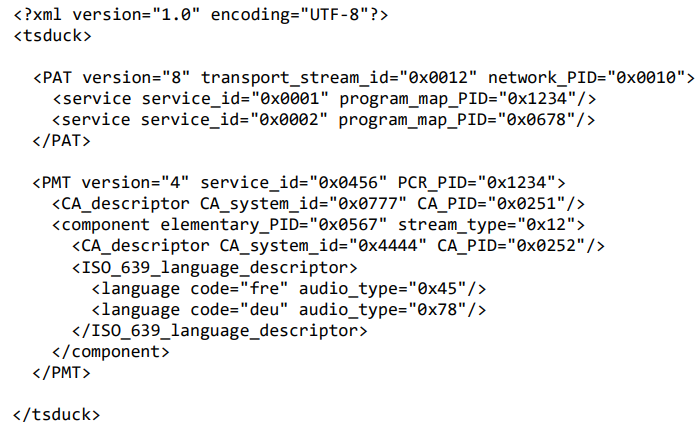 <?xml version="1.0" encoding="UTF-8"?>
<tsduck>
<PAT version="8" transport_stream_id="0x0012" network_PID="0x0010">
<service service_id="0x0001" program_map_PID="0x1234"/>
<service service_id="0x0002" program_map_PID="0x0678"/>
</PAT>
<PMT version="4" service_id="0x0456" PCR_PID="0x1234">
<CA_descriptor CA_system_id="0x0777" CA_PID="0x0251"/>
<component elementary_PID="0x0567" stream_type="0x12">
<CA_descriptor CA_system_id="0x4444" CA_PID="0x0252"/>
<ISO_639_language_descriptor>
<language code="fre" audio_type="0x45"/>
<language code="deu" audio_type="0x78"/>
</ISO_639_language_descriptor>
</component>
</PMT>
</tsduck>